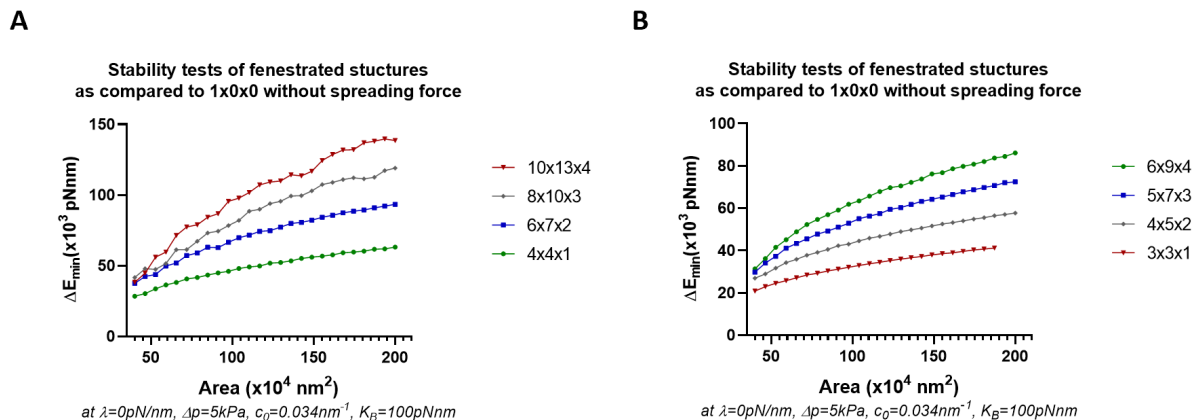 A
Stability tests of fenestrated stuctures
as compared to 1x0x0 without spreading force
ΔEmin(x10³ pNnm)
150
100
50
0
50
100
150
200
Area (x10⁴ nm²)
at λ=0pN/nm, Δp=5kPa, c₀=0.034nm⁻¹, K_B=100pNnm
10x13x4
8x10x3
6x7x2
4x4x1
B
Stability tests of fenestrated stuctures
as compared to 1x0x0 without spreading force
ΔEmin(x10³ pNnm)
100
80
60
40
20
0
50
100
150
200
Area (x10⁴ nm²)
at λ=0pN/nm, Δp=5kPa, c₀=0.034nm⁻¹, K_B=100pNnm
6x9x4
5x7x3
4x5x2
3x3x1